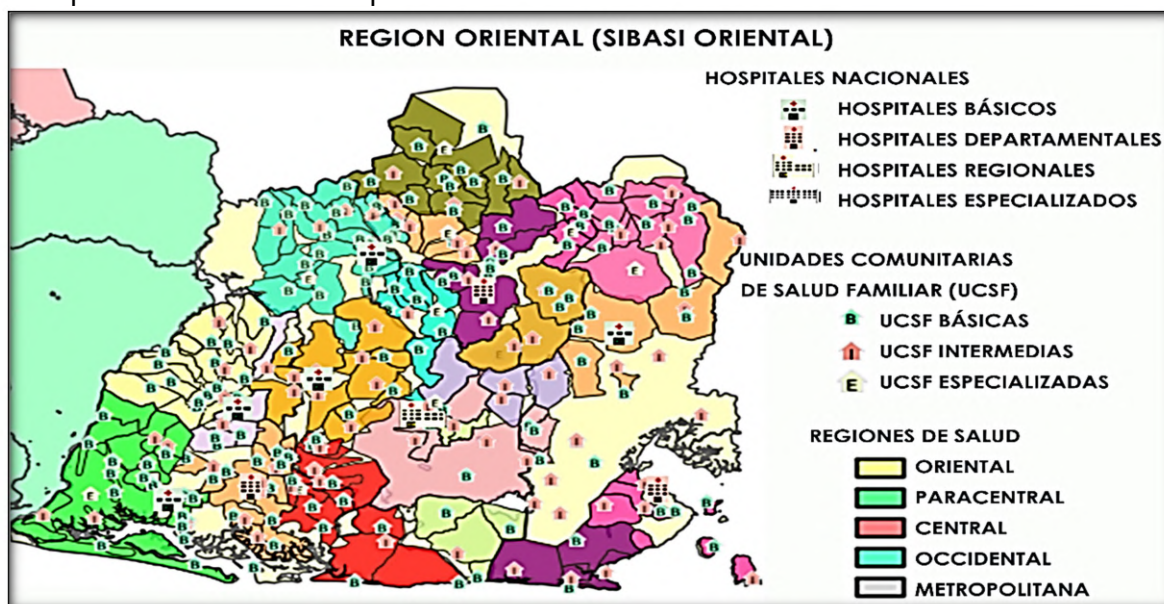 REGION ORIENTAL (SIBASI ORIENTAL)
HOSPITALES NACIONALES
HOSPITALES BÁSICOS
HOSPITALES DEPARTAMENTALES
HOSPITALES REGIONALES
HOSPITALES ESPECIALIZADOS
UNIDADES COMUNITARIAS
DE SALUD FAMILIAR (UCSF)
B UCSF BÁSICAS
I UCSF INTERMEDIAS
E UCSF ESPECIALIZADAS
REGIONES DE SALUD
ORIENTAL
PARACENTRAL
CENTRAL
OCCIDENTAL
METROPOLITANA